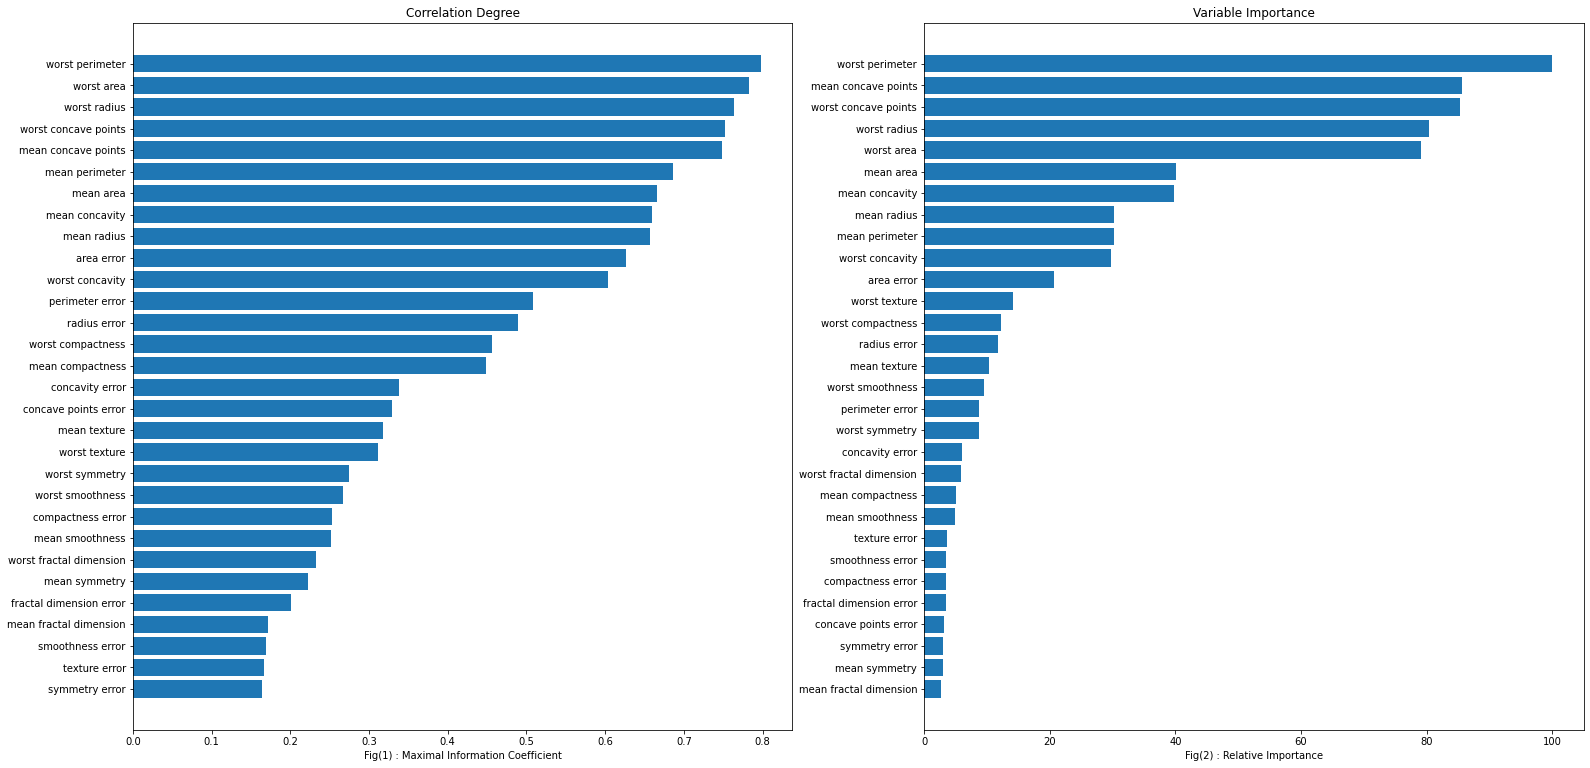 Correlation Degree
worst perimeter
worst area
worst radius
worst concave points
mean concave points
mean perimeter
mean area
mean concavity
mean radius
area error
worst concavity
perimeter error
radius error
worst compactness
mean compactness
concavity error
concave points error
mean texture
worst texture
worst symmetry
worst smoothness
compactness error
mean smoothness
worst fractal dimension
mean symmetry
fractal dimension error
mean fractal dimension
smoothness error
texture error
symmetry error
0.0 0.1 0.2 0.3 0.4 0.5 0.6 0.7 0.8
Fig(1) : Maximal Information Coefficient
Variable Importance
worst perimeter
mean concave points
worst concave points
worst radius
worst area
mean area
mean concavity
mean radius
mean perimeter
worst concavity
area error
worst texture
worst compactness
radius error
mean texture
worst smoothness
perimeter error
worst symmetry
concavity error
worst fractal dimension
mean compactness
mean smoothness
texture error
smoothness error
compactness error
fractal dimension error
concave points error
symmetry error
mean symmetry
mean fractal dimension
0 20 40 60 80 100
Fig(2) : Relative Importance